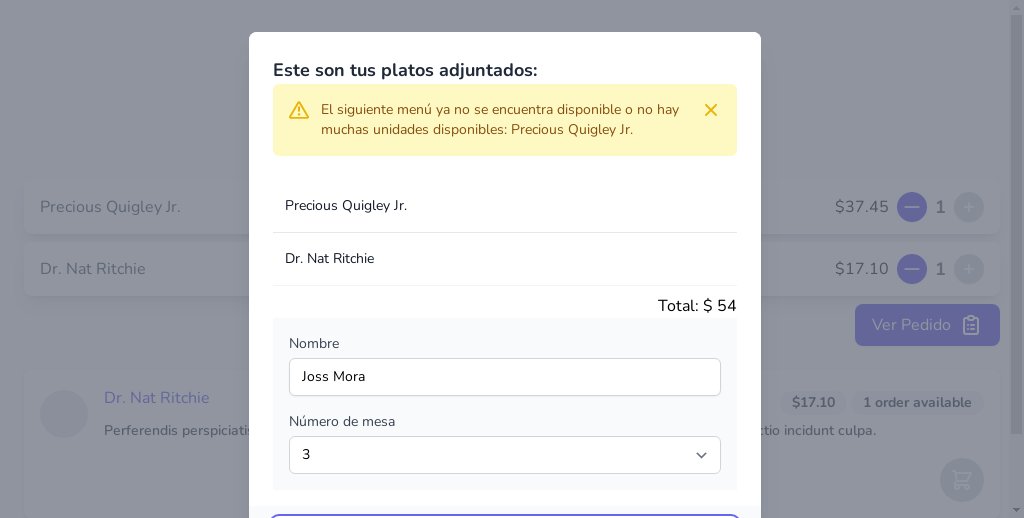 Este son tus platos adjuntados:
El siguiente menú ya no se encuentra disponible o no hay
muchas unidades disponibles: Precious Quigley Jr.
Precious Quigley Jr.
Dr. Nat Ritchie
Total: $ 54
Nombre
Joss Mora
Número de mesa
3
Precious Quigley Jr. $37.45 1
Dr. Nat Ritchie $17.10 1
Ver Pedido
Dr. Nat Ritchie $17.10 1 order available
Perferendis incidunt culpa.